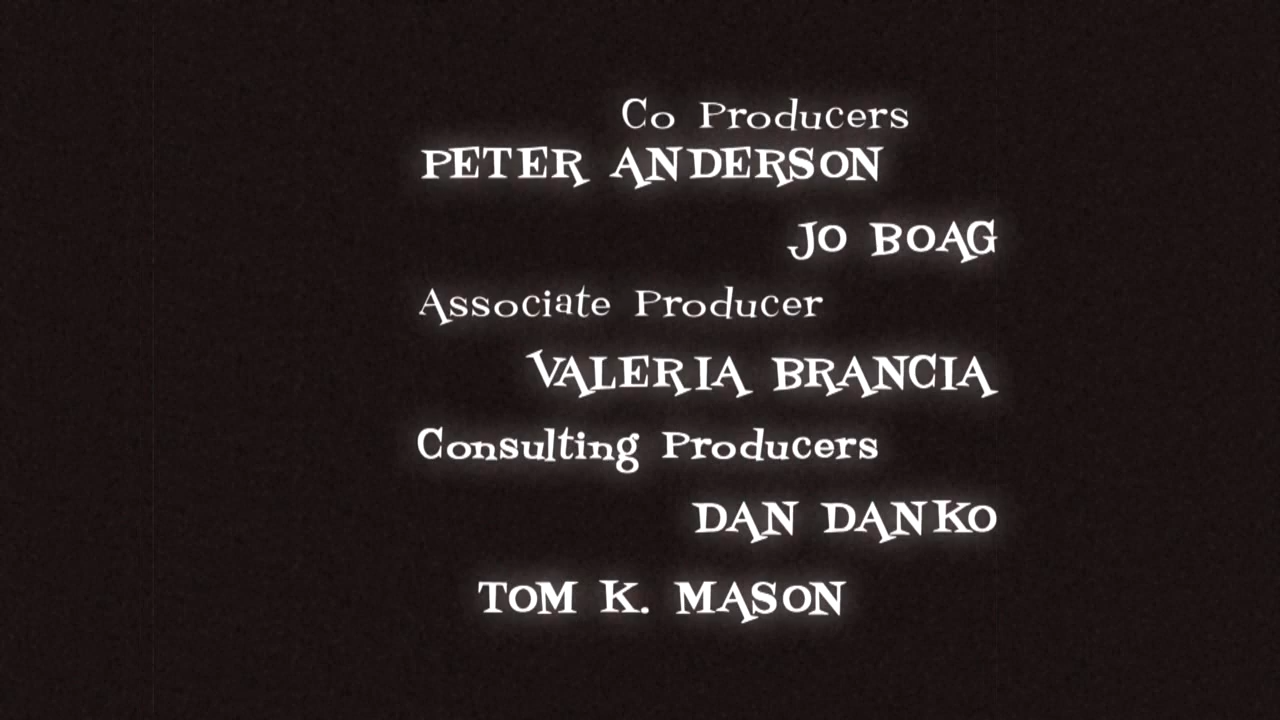 Co Producers
PETER ANDERSON
JO BOAG
Associate Producer
VALERIA BRANCIA
Consulting Producers
DAN DANKO
TOM K. MASON